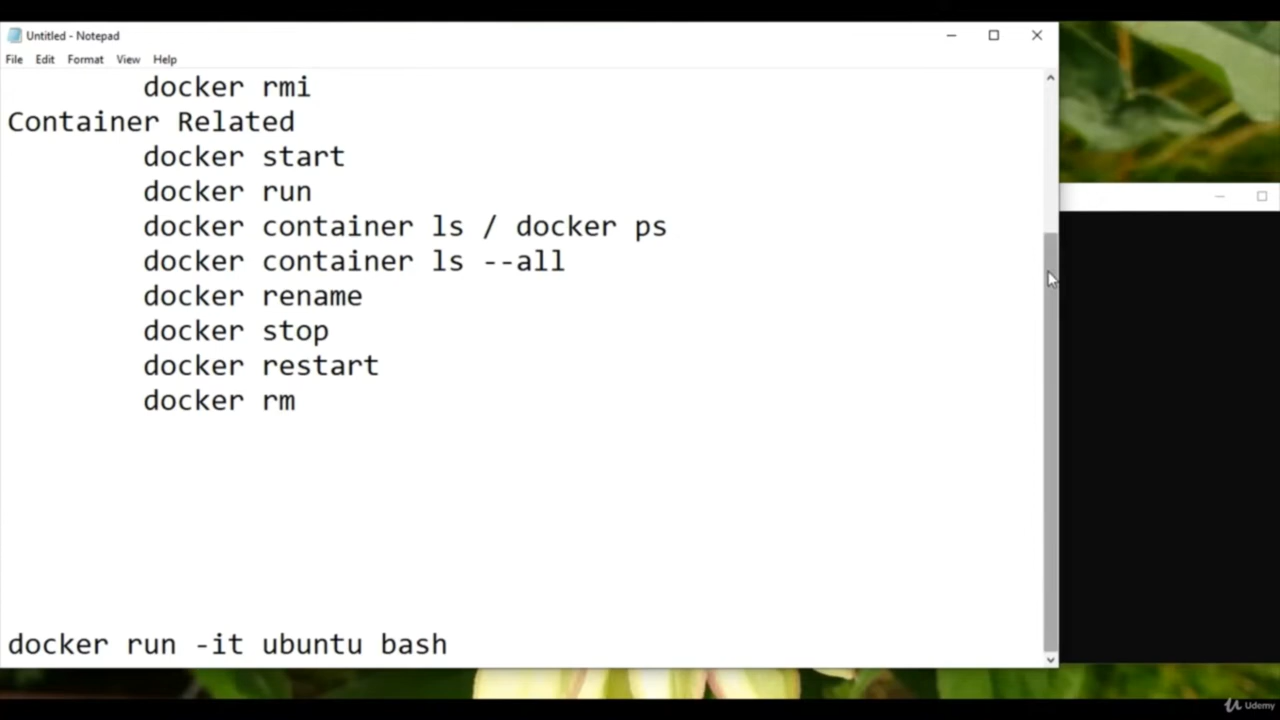 Untitled - Notepad
File Edit Format View Help
docker rmi
Container Related
docker start
docker run
docker container ls / docker ps
docker container ls --all
docker rename
docker stop
docker restart
docker rm
docker run -it ubuntu bash
Udemy